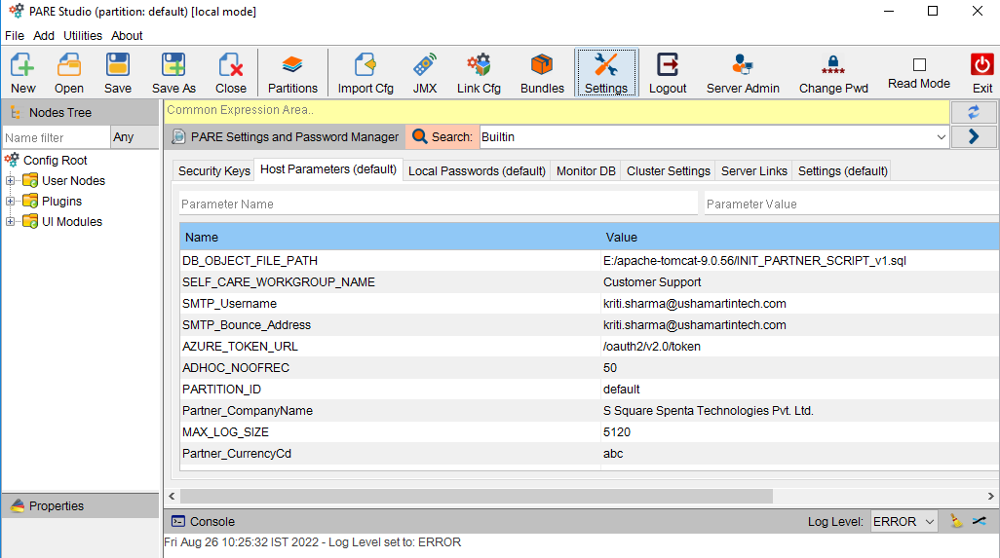 PARE Studio (partition: default) [local mode]
File Add Utilities About
New Open Save Save As Close Partitions Import Cfg JMX Link Cfg Bundles Settings Logout Server Admin Change Pwd Read Mode Exit
Nodes Tree
Common Expression Area..
Name filter Any
PARE Settings and Password Manager Search: Builtin
Config Root
User Nodes
Plugins
UI Modules
Security Keys Host Parameters (default) Local Passwords (default) Monitor DB Cluster Settings Server Links Settings (default)
Parameter Name Parameter Value
Name Value
DB_OBJECT_FILE_PATH E:/apache-tomcat-9.0.56/INIT_PARTNER_SCRIPT_v1.sql
SELF_CARE_WORKGROUP_NAME Customer Support
SMTP_Username kriti.sharma@ushamartintech.com
SMTP_Bounce_Address kriti.sharma@ushamartintech.com
AZURE_TOKEN_URL /oauth2/v2.0/token
ADHOC_NOOFREC 50
PARTITION_ID default
Partner_CompanyName S Square Spenta Technologies Pvt. Ltd.
MAX_LOG_SIZE 5120
Partner_CurrencyCd abc
Properties
Console Log Level: ERROR
Fri Aug 26 10:25:32 IST 2022 - Log Level set to: ERROR